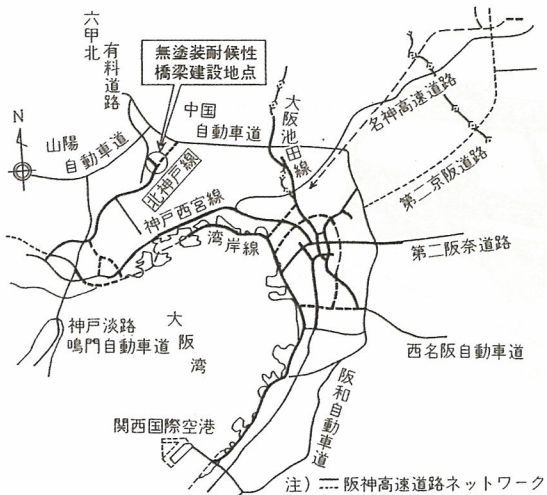 六甲北
有料道路
無塗装耐候性
橋梁建設地点
N
山陽
自動車道
中国
自動車道
大阪池田線
名神高速道路
第二京阪道路
北神戸線
神戸西宮線
湾岸線
第二阪奈道路
神戸淡路
鳴門自動車道
大阪湾
西名阪自動車道
阪和自動車道
関西国際空港
注) 阪神高速道路ネットワーク